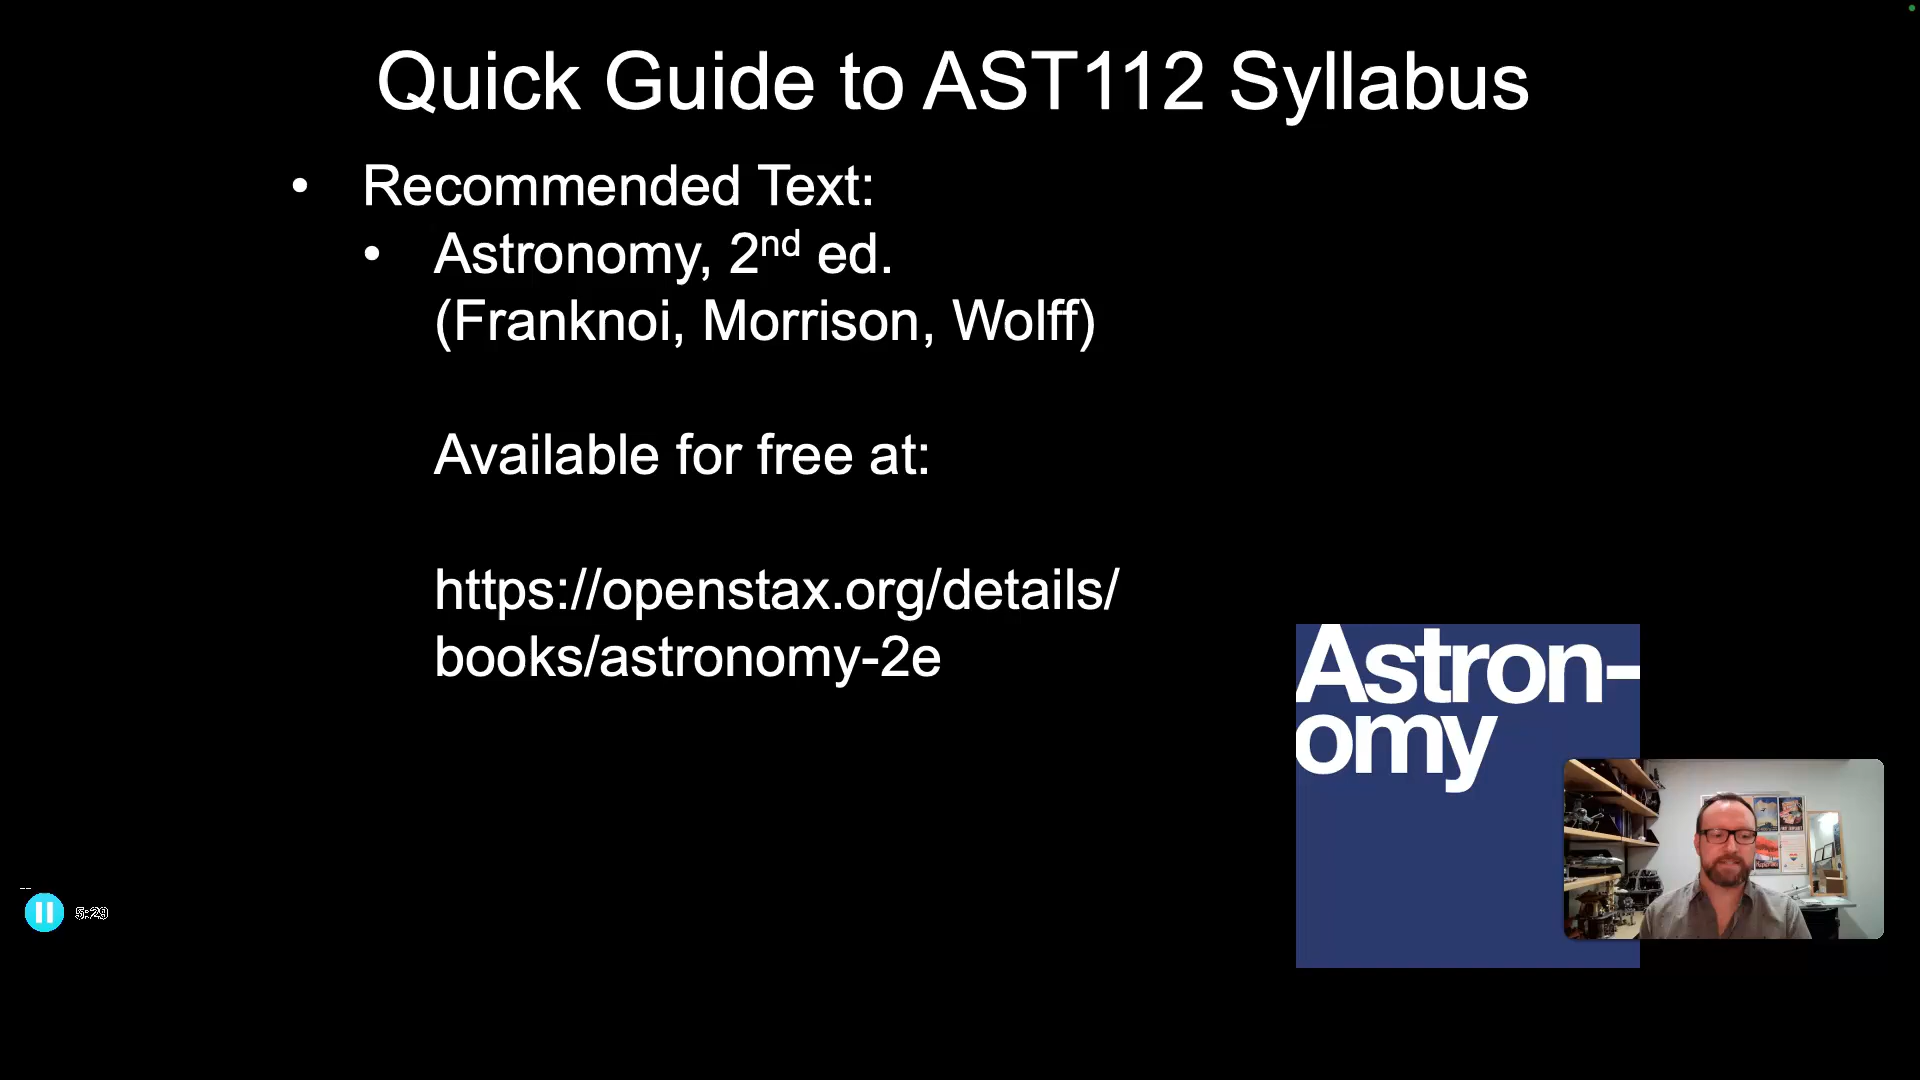 Quick Guide to AST112 Syllabus
• Recommended Text:
• Astronomy, 2nd ed.
(Franknoi, Morrison, Wolff)
Available for free at:
https://openstax.org/details/
books/astronomy-2e
Astron-
omy
5:29